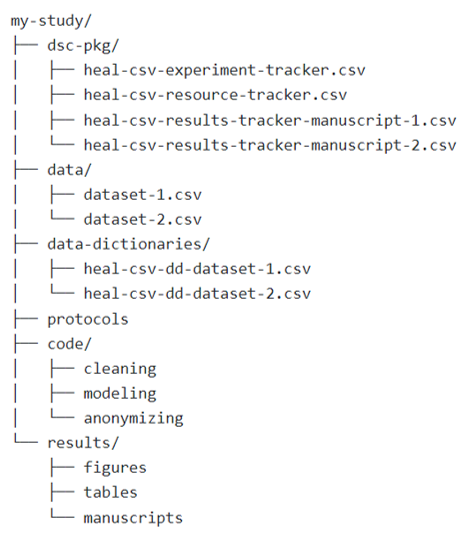 my-study/
├── dsc-pkg/
│   ├── heal-csv-experiment-tracker.csv
│   ├── heal-csv-resource-tracker.csv
│   ├── heal-csv-results-tracker-manuscript-1.csv
│   └── heal-csv-results-tracker-manuscript-2.csv
├── data/
│   ├── dataset-1.csv
│   └── dataset-2.csv
├── data-dictionaries/
│   ├── heal-csv-dd-dataset-1.csv
│   └── heal-csv-dd-dataset-2.csv
├── protocols
├── code/
│   ├── cleaning
│   ├── modeling
│   └── anonymizing
└── results/
    ├── figures
    ├── tables
    └── manuscripts